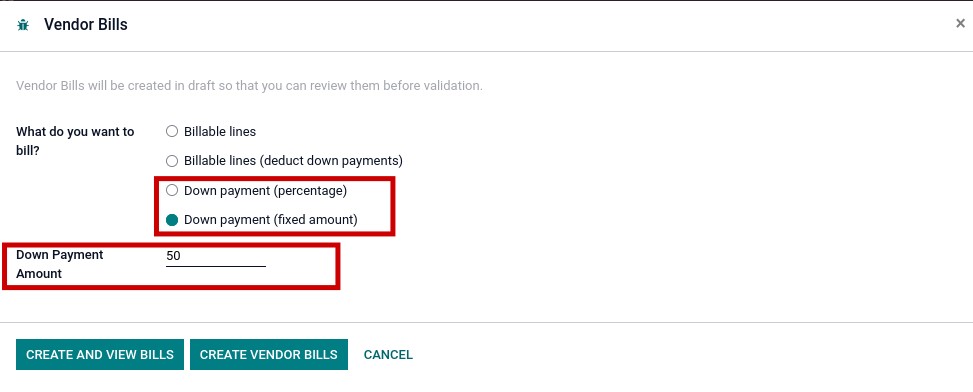 Vendor Bills
×
Vendor Bills will be created in draft so that you can review them before validation.
What do you want to
bill?
Billable lines
Billable lines (deduct down payments)
Down payment (percentage)
Down payment (fixed amount)
Down Payment
Amount
50
CREATE AND VIEW BILLS
CREATE VENDOR BILLS
CANCEL